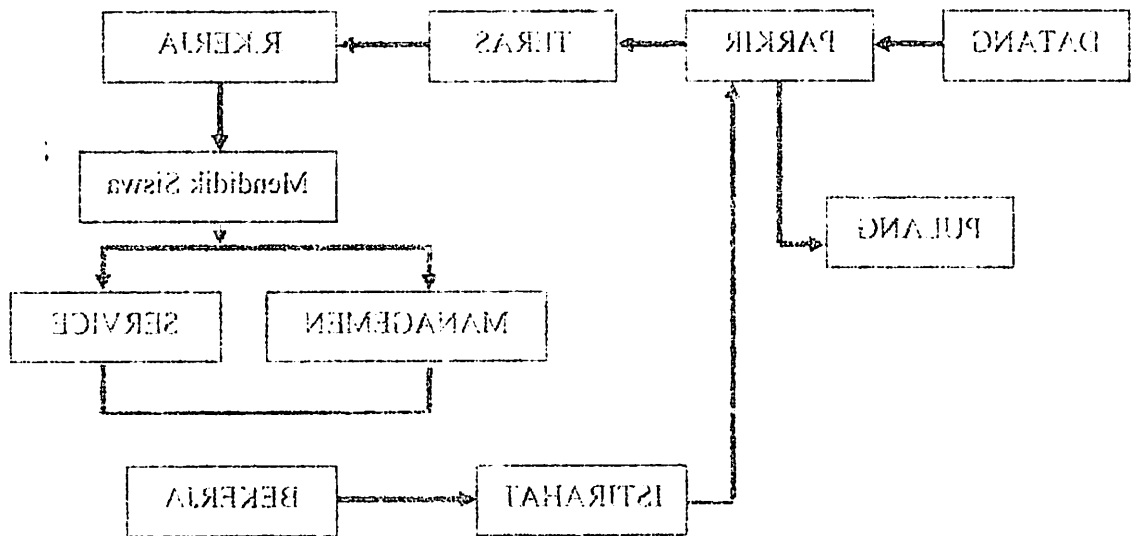 DATANG
PARKIR
TERAS
R.KERJA
Mendidik Siswa
PULANG
MANAGEMEN
SERVICE
BEKERJA
ISTIRAHAT